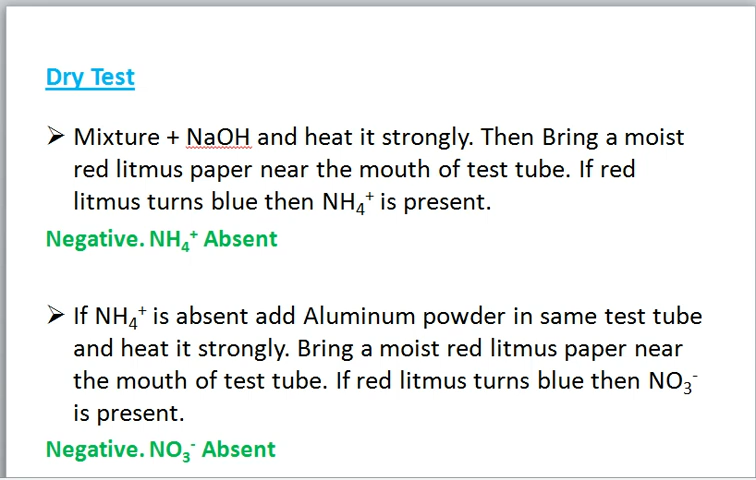 Dry Test
➢ Mixture + NaOH and heat it strongly. Then Bring a moist
red litmus paper near the mouth of test tube. If red
litmus turns blue then NH₄⁺ is present.
Negative. NH₄⁺ Absent
➢ If NH₄⁺ is absent add Aluminum powder in same test tube
and heat it strongly. Bring a moist red litmus paper near
the mouth of test tube. If red litmus turns blue then NO₃⁻
is present.
Negative. NO₃⁻ Absent